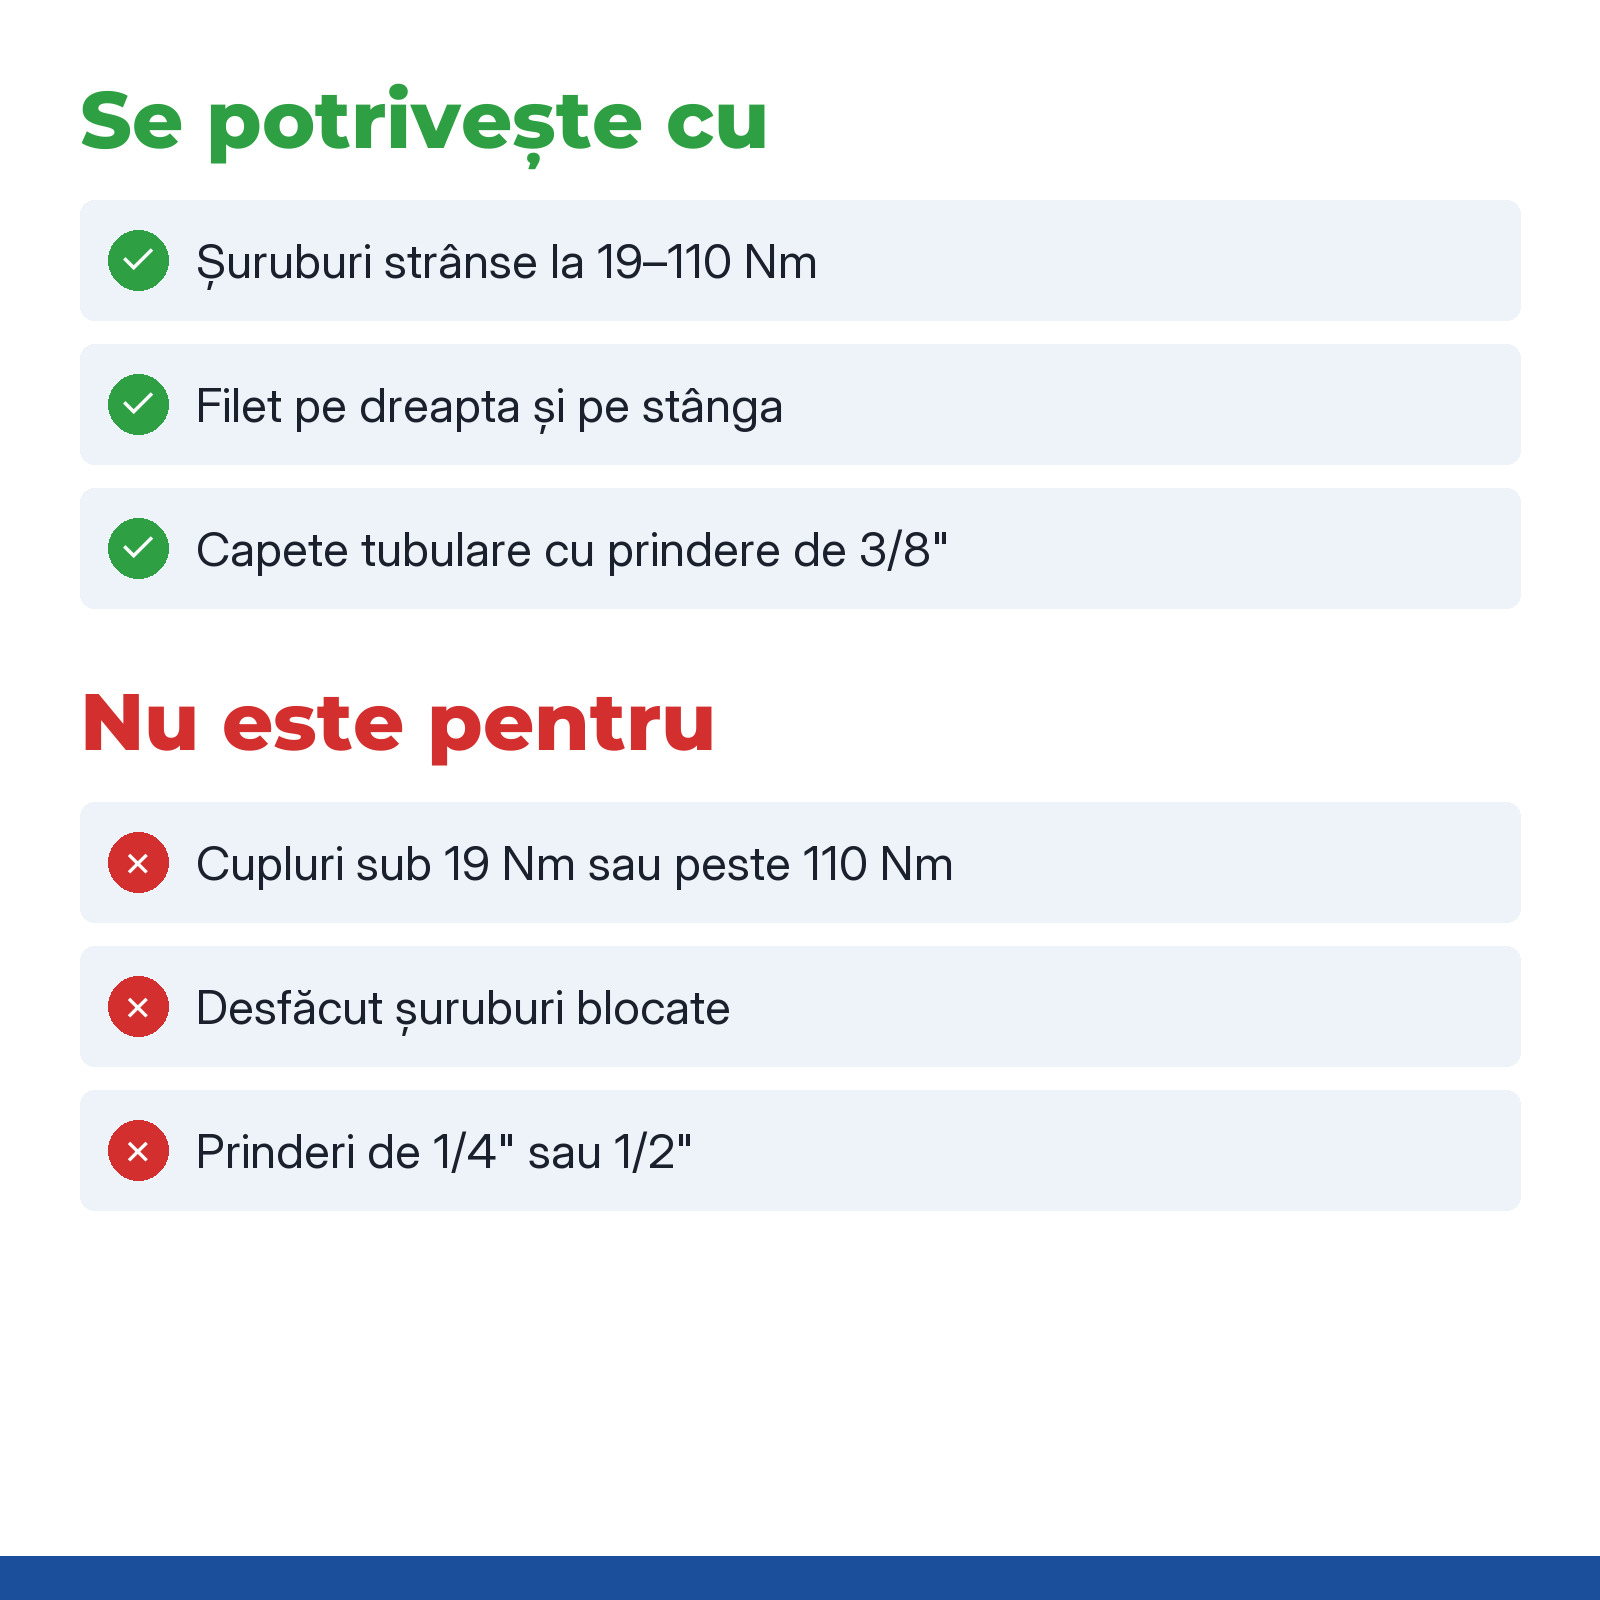 Se potrivește cu
Șuruburi strânse la 19–110 Nm
Filet pe dreapta și pe stânga
Capete tubulare cu prindere de 3/8"
Nu este pentru
Cupluri sub 19 Nm sau peste 110 Nm
Desfăcut șuruburi blocate
Prinderi de 1/4" sau 1/2"